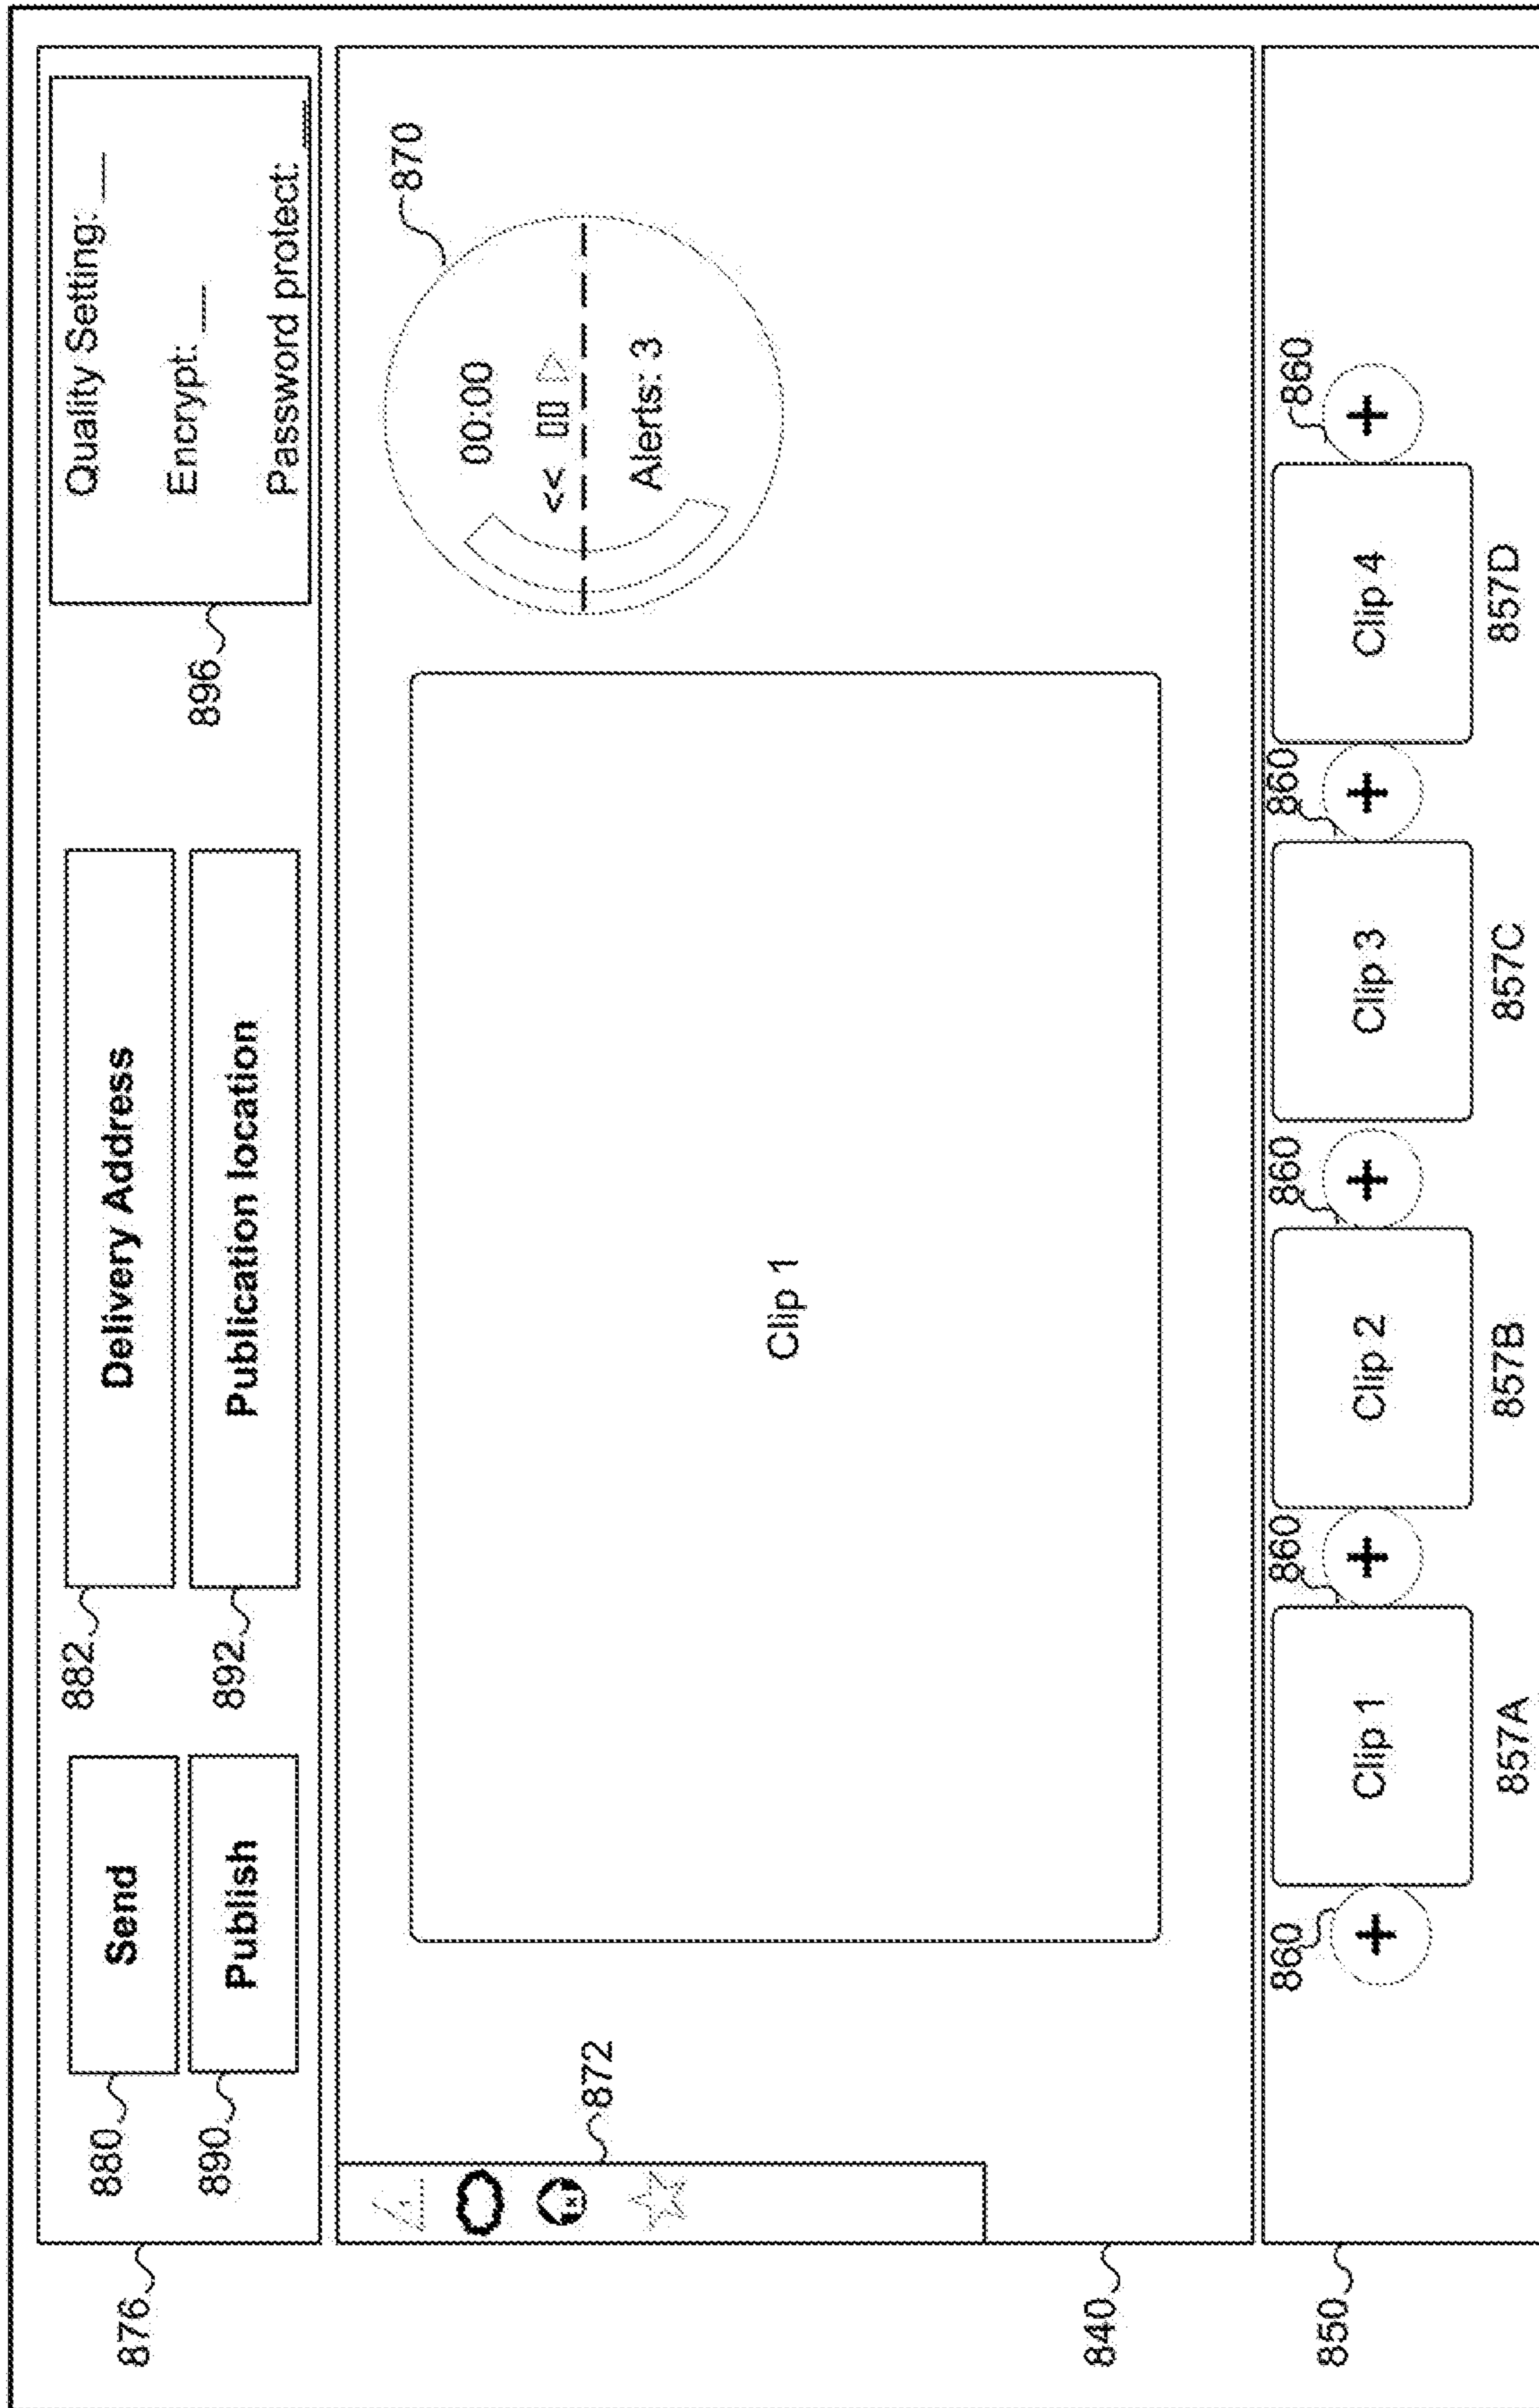 876
880
Send
882
Delivery Address
890
Publish
892
Publication location
896
Quality Setting: __
Encrypt: __
Password protect: __
872
870
00:00
<<
Alerts: 3
Clip 1
840
850
860
+
Clip 1
857A
860
+
Clip 2
857B
860
+
Clip 3
857C
860
+
Clip 4
857D
860
+